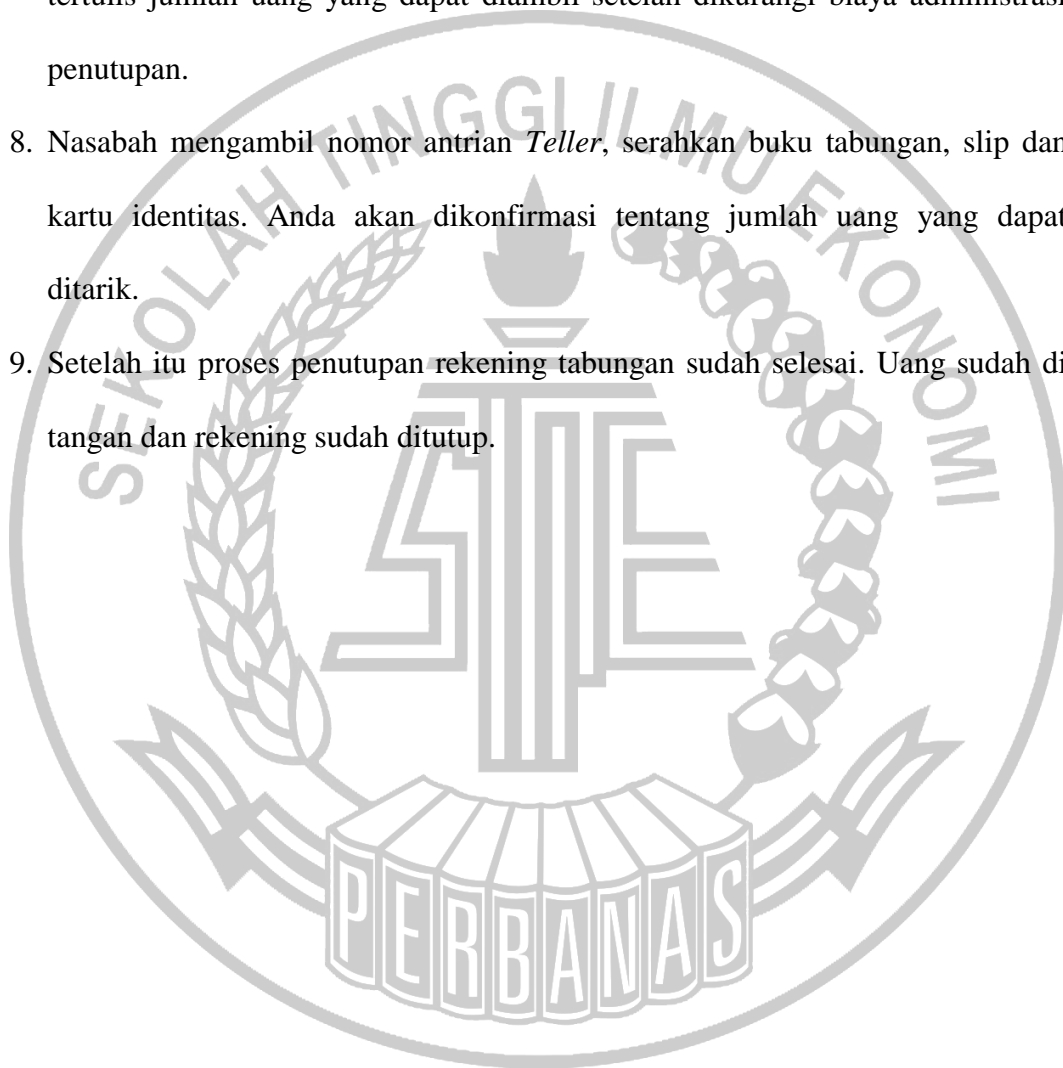 tertulis jumlah uang yang dapat diambil setelah dikurangi biaya administrasi
penutupan.
8. Nasabah mengambil nomor antrian Teller, serahkan buku tabungan, slip dan
kartu identitas. Anda akan dikonfirmasi tentang jumlah uang yang dapat
ditarik.
9. Setelah itu proses penutupan rekening tabungan sudah selesai. Uang sudah di
tangan dan rekening sudah ditutup.
SEKOLAH TINGGI ILMU EKONOMI
STIE
PERBANAS